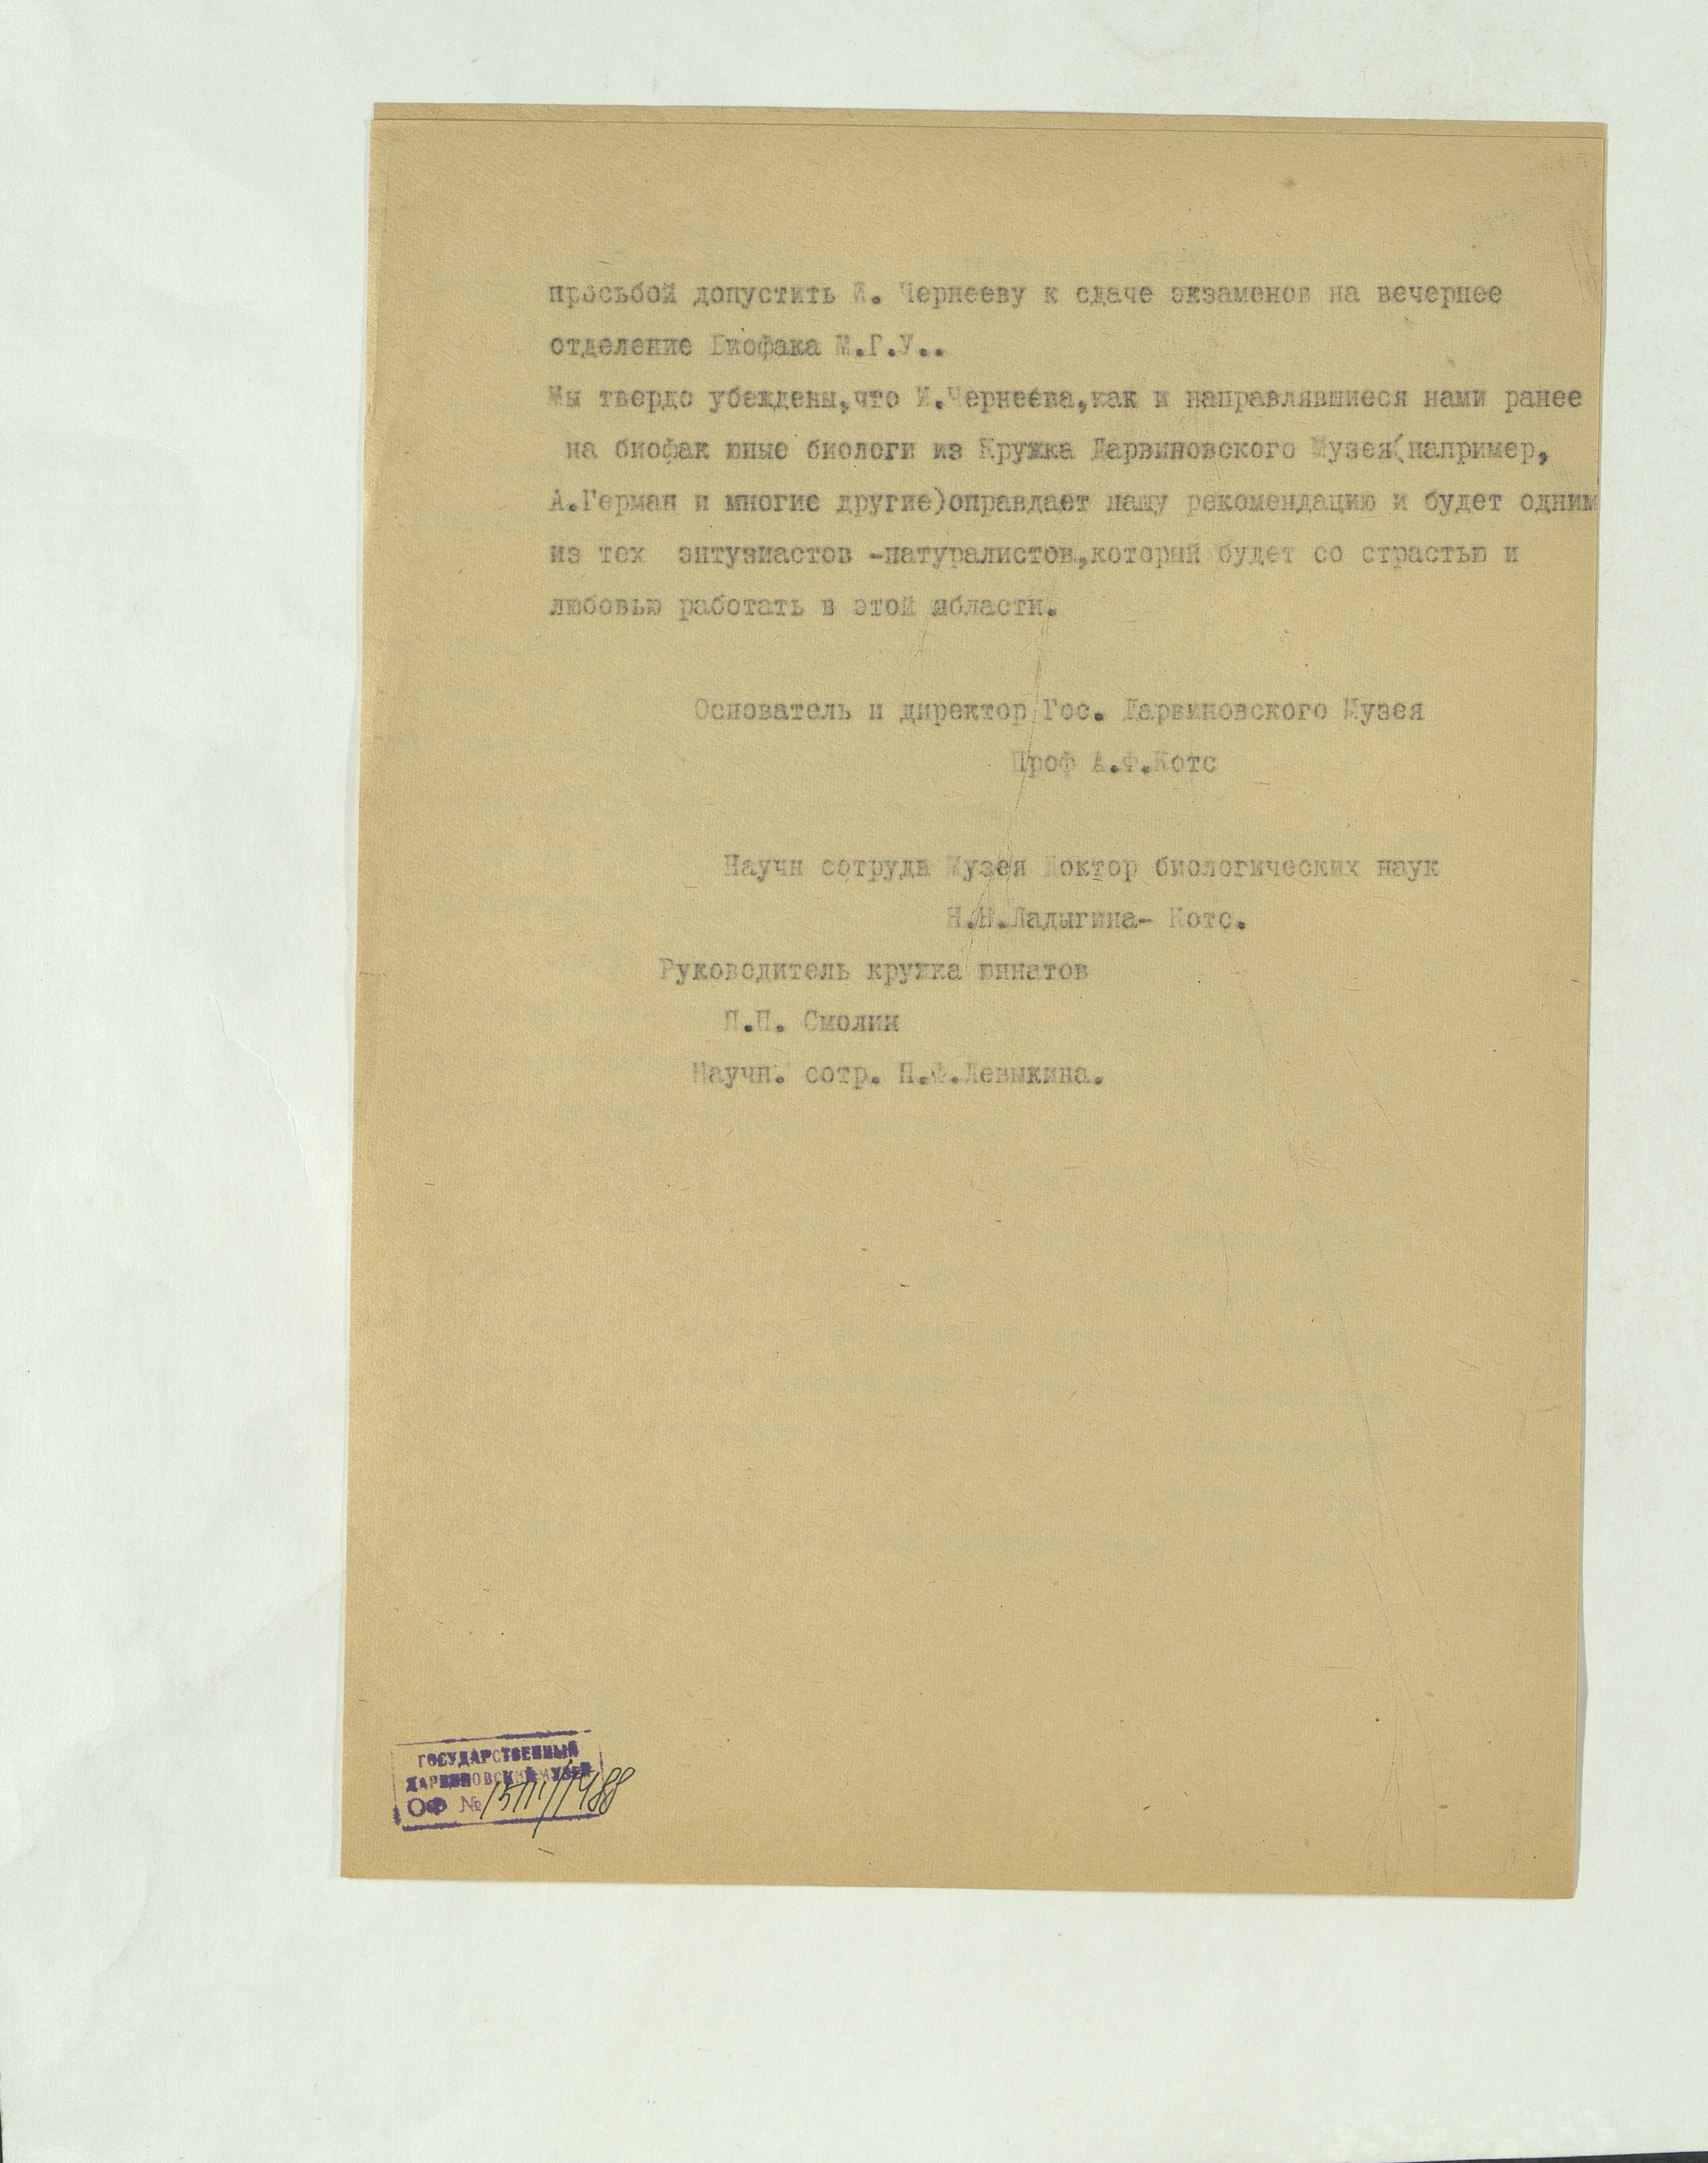 просьбой допустить И. Чернееву к сдаче экзаменов на вечернее
отделение Биофака М.Г.У..
Мы твердо убеждены,что И.Чернеева,как и направлявшиеся нами ранее
на биофак юные биологи из Кружка Дарвиновского Музея(например,
А.Герман и многие другие)оправдает нашу рекомендацию и будет одним
из тех энтузиастов -натуралистов,который будет со страстью и
любовью работать в этой области.
Основатель и директор Гос. Дарвиновского Музея
Проф А.Ф.Котс
Научн сотрудн Музея Доктор биологических наук
Н.Н.Ладыгина- Котс.
Руководитель кружка юннатов
П.П. Смолин
Научн. сотр. Н.Ф.Левыкина.
ГОСУДАРСТВЕННЫЙ
ДАРВИНОВСКИЙ МУЗЕЙ
ОФ №